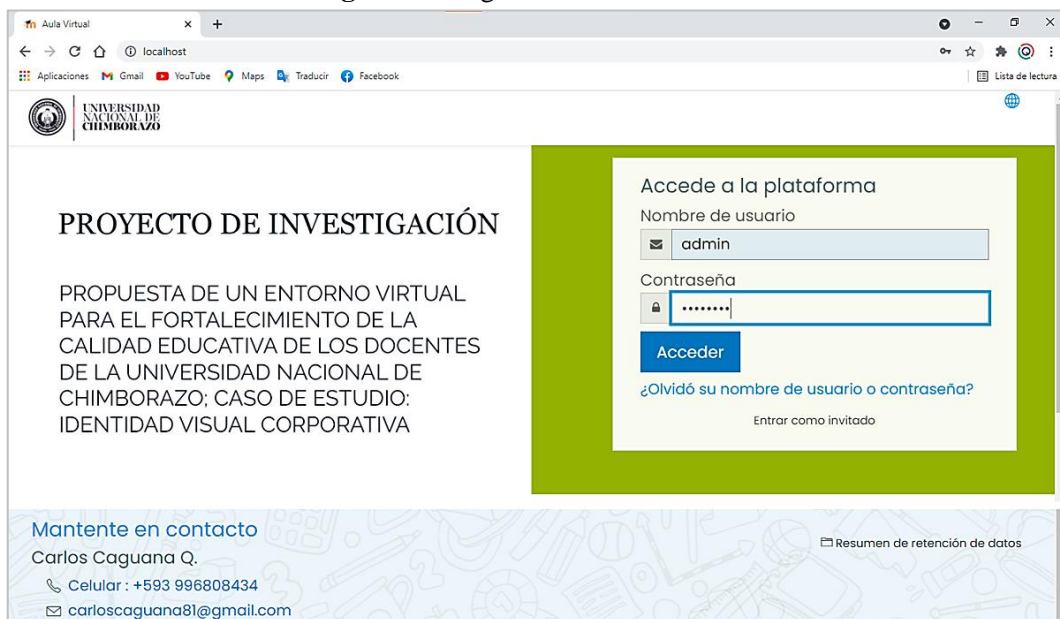 Aula Virtual
localhost
Aplicaciones Gmail YouTube Maps Traducir Facebook Lista de lectura
UNIVERSIDAD
NACIONAL DE
CHIMBORAZO
PROYECTO DE INVESTIGACIÓN
PROPUESTA DE UN ENTORNO VIRTUAL
PARA EL FORTALECIMIENTO DE LA
CALIDAD EDUCATIVA DE LOS DOCENTES
DE LA UNIVERSIDAD NACIONAL DE
CHIMBORAZO; CASO DE ESTUDIO:
IDENTIDAD VISUAL CORPORATIVA
Accede a la plataforma
Nombre de usuario
admin
Contraseña
••••••••
Acceder
¿Olvidó su nombre de usuario o contraseña?
Entrar como invitado
Mantente en contacto
Carlos Caguana Q.
Celular : +593 996808434
carloscaguana81@gmail.com
Resumen de retención de datos